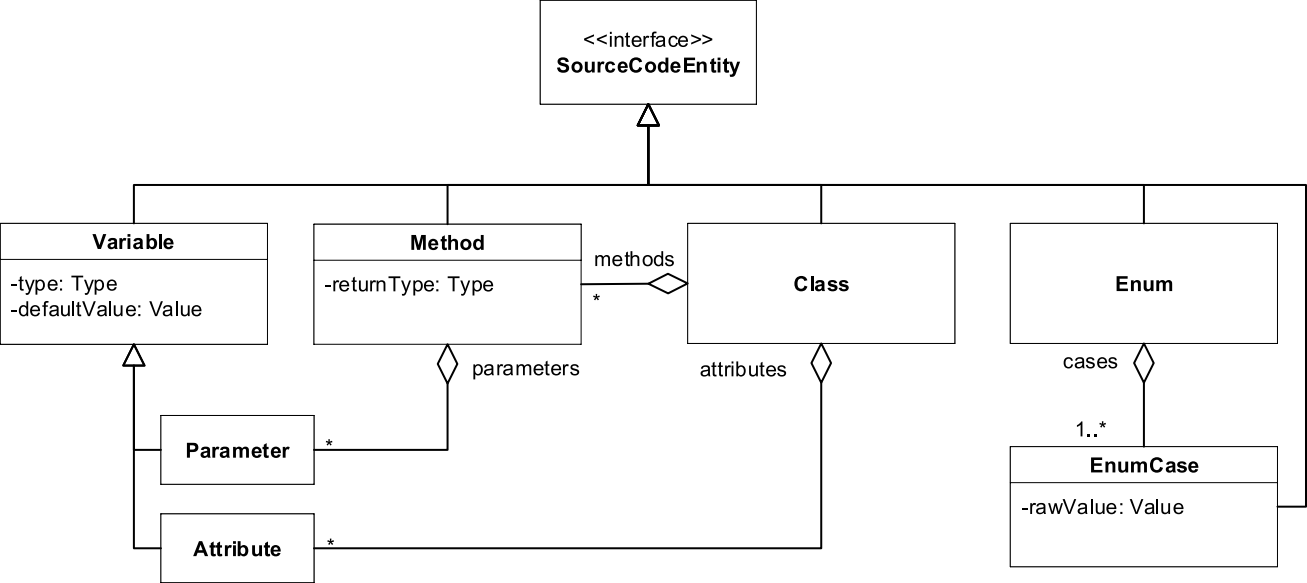 <<interface>>
SourceCodeEntity
Variable
-type: Type
-defaultValue: Value
Method
-returnType: Type
methods
*
Class
Enum
parameters
attributes
cases
1..*
Parameter
*
EnumCase
-rawValue: Value
Attribute
*